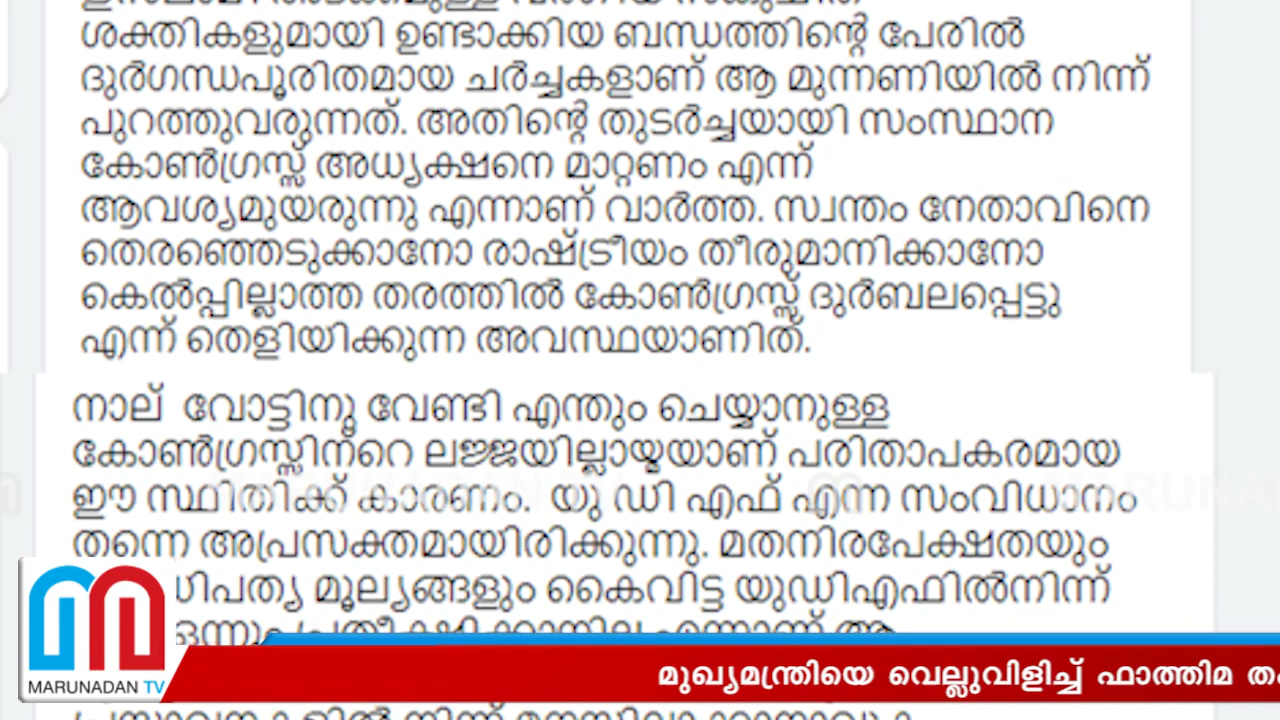 ശക്തികളുമായി ഉണ്ടാക്കിയ ബന്ധത്തിന്റെ പേരിൽ
ദുർഗന്ധപൂരിതമായ ചർച്ചകളാണ് ആ മുന്നണിയിൽ നിന്ന്
പുറത്തുവരുന്നത്. അതിന്റെ തുടർച്ചയായി സംസ്ഥാന
കോൺഗ്രസ്സ് അധ്യക്ഷനെ മാറ്റണം എന്ന്
ആവശ്യമുയരുന്നു എന്നാണ് വാർത്ത. സ്വന്തം നേതാവിനെ
തെരഞ്ഞെടുക്കാനോ രാഷ്ട്രീയം തീരുമാനിക്കാനോ
കെൽപ്പില്ലാത്ത തരത്തിൽ കോൺഗ്രസ്സ് ദുർബലപ്പെട്ടു
എന്ന് തെളിയിക്കുന്ന അവസ്ഥയാണിത്.
നാല് വോട്ടിനു വേണ്ടി എന്തും ചെയ്യാനുള്ള
കോൺഗ്രസ്സിന്റെ ലജ്ജയില്ലായ്മയാണ് പരിതാപകരമായ
ഈ സ്ഥിതിക്ക് കാരണം. യു ഡി എഫ് എന്ന സംവിധാനം
തന്നെ അപ്രസക്തമായിരിക്കുന്നു. മതനിരപേക്ഷതയും
ധിപത്യ മൂല്യങ്ങളും കൈവിട്ട യുഡിഎഫിൽനിന്ന്
MARUNADAN TV
മുഖ്യമന്ത്രിയെ വെല്ലുവിളിച്ച് ഫാത്തിമ